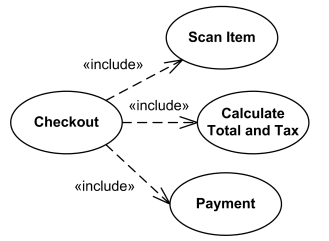 Scan Item
«include»
«include»
Checkout
Calculate
Total and Tax
«include»
Payment